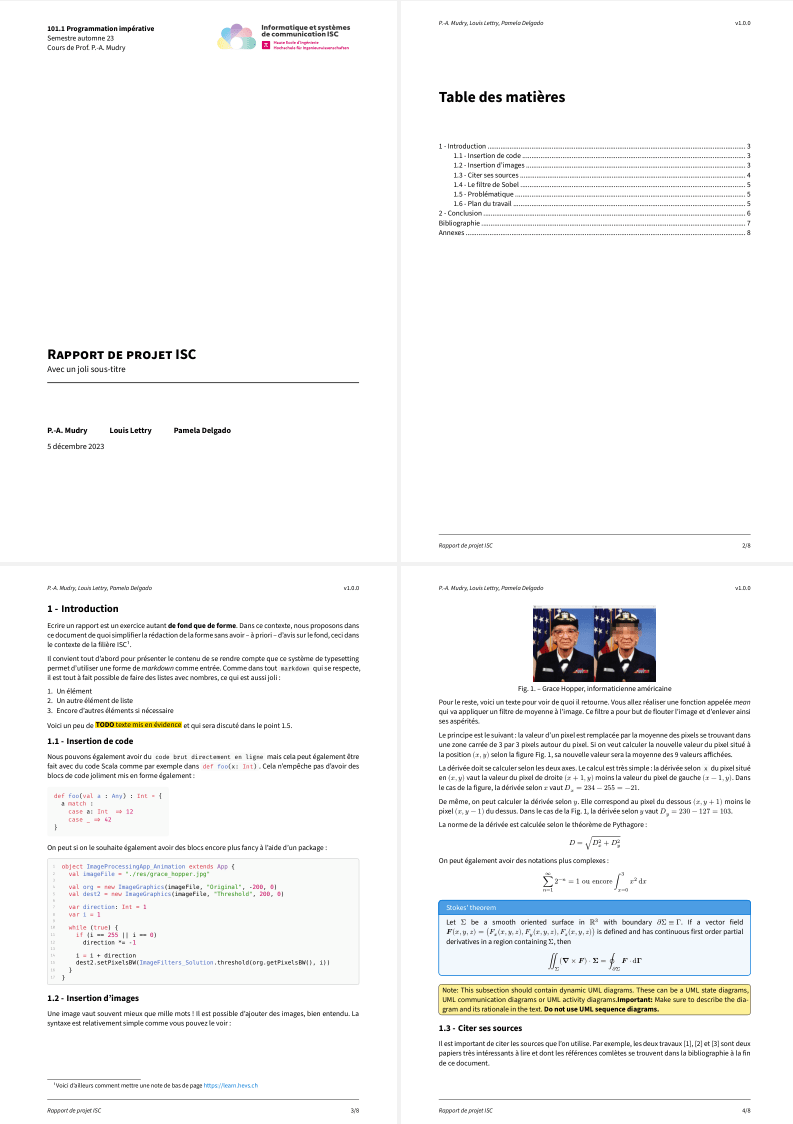 101.1 Programmation impérative
Semestre automne 23
Cours de Prof. P.-A. Mudry
Informatique et systèmes
de communication ISC
Haute Ecole d'Ingénierie
Hochschule für Ingenieurwissenschaften
RAPPORT DE PROJET ISC
Avec un joli sous-titre
P.-A. Mudry Louis Lettry Pamela Delgado
5 décembre 2023
P.-A. Mudry, Louis Lettry, Pamela Delgado v1.0.0
Table des matières
1 - Introduction 3
1.1 - Insertion de code 3
1.2 - Insertion d'images 3
1.3 - Citer ses sources 4
1.4 - Le filtre de Sobel 5
1.5 - Problématique 5
1.6 - Plan du travail 5
2 - Conclusion 6
Bibliographie 7
Annexes 8
Rapport de projet ISC 2/8
P.-A. Mudry, Louis Lettry, Pamela Delgado v1.0.0
1 - Introduction
Ecrire un rapport est un exercice autant de fond que de forme. Dans ce contexte, nous proposons dans
ce document de quoi simplifier la rédaction de la forme sans avoir – à priori – d'avis sur le fond, ceci dans
le contexte de la filière ISC¹.
Il convient tout d'abord pour présenter le contenu de se rendre compte que ce système de typesetting
permet d'utiliser une forme de markdown comme entrée. Comme dans tout markdown qui se respecte,
il est tout à fait possible de faire des listes avec nombres, ce qui est aussi joli :
1. Un élément
2. Un autre élément de liste
3. Encore d'autres éléments si nécessaire
Voici un peu de TODO texte mis en évidence et qui sera discuté dans le point 1.5.
1.1 - Insertion de code
Nous pouvons également avoir du code brut directement en ligne mais cela peut également être
fait avec du code Scala comme par exemple dans def foo(x: Int). Cela n'empêche pas d'avoir des
blocs de code joliment mis en forme également :
def foo(val a : Any) : Int = {
a match :
case a: Int ⇒ 12
case _ ⇒ 42
}
On peut si on le souhaite également avoir des blocs encore plus fancy à l'aide d'un package :
1 object ImageProcessingApp_Animation extends App {
2 val imageFile = "./res/grace_hopper.jpg"
3
4 val org = new ImageGraphics(imageFile, "Original", -200, 0)
5 val dest2 = new ImageGraphics(imageFile, "Threshold", 200, 0)
6
7 var direction: Int = 1
8 var i = 1
9
10 while (true) {
11 if (i == 255 || i == 0)
12 direction *= -1
13
14 i = i + direction
15 dest2.setPixelsBW(ImageFilters_Solution.threshold(org.getPixelsBW(), i))
16 }
17 }
1.2 - Insertion d'images
Une image vaut souvent mieux que mille mots ! Il est possible d'ajouter des images, bien entendu. La
syntaxe est relativement simple comme vous pouvez le voir :
¹Voici d'ailleurs comment mettre une note de bas de page https://learn.hevs.ch
Rapport de projet ISC 3/8
P.-A. Mudry, Louis Lettry, Pamela Delgado v1.0.0
Fig. 1. – Grace Hopper, informaticienne américaine
Pour le reste, voici un texte pour voir de quoi il retourne. Vous allez réaliser une fonction appelée mean
qui va appliquer un filtre de moyenne à l'image. Ce filtre a pour but de flouter l'image et d'enlever ainsi
ses aspérités.
Le principe est le suivant : la valeur d'un pixel est remplacée par la moyenne des pixels se trouvant dans
une zone carrée de 3 par 3 pixels autour du pixel. Si on veut calculer la nouvelle valeur du pixel situé à
la position (x, y) selon la figure Fig. 1, sa nouvelle valeur sera la moyenne des 9 valeurs affichées.
La dérivée doit se calculer selon les deux axes. Le calcul est très simple : la dérivée selon x du pixel situé
en (x, y) vaut la valeur du pixel de droite (x + 1, y) moins la valeur du pixel de gauche (x − 1, y). Dans
le cas de la figure, la dérivée selon x vaut Dₓ = 234 − 255 = −21.
De même, on peut calculer la dérivée selon y. Elle correspond au pixel du dessous (x, y + 1) moins le
pixel (x, y − 1) du dessus. Dans le cas de la Fig. 1, la dérivée selon y vaut D_y = 230 − 127 = 103.
La norme de la dérivée est calculée selon le théorème de Pythagore :
D = √(Dₓ² + D_y²)
On peut également avoir des notations plus complexes :
∑_{n=1}^{∞} 2⁻ⁿ = 1 ou encore ∫_{x=0}^{3} x² dx
Stokes' theorem
Let Σ be a smooth oriented surface in ℝ³ with boundary ∂Σ ≡ Γ. If a vector field
F(x, y, z) = (Fₓ(x, y, z), F_y(x, y, z), F_z(x, y, z)) is defined and has continuous first order partial
derivatives in a region containing Σ, then
∬_Σ (∇ × F) · Σ = ∮_{∂Σ} F · dΓ
Note: This subsection should contain dynamic UML diagrams. These can be a UML state diagrams,
UML communication diagrams or UML activity diagrams.Important: Make sure to describe the dia-
gram and its rationale in the text. Do not use UML sequence diagrams.
1.3 - Citer ses sources
Il est important de citer les sources que l'on utilise. Par exemple, les deux travaux [1], [2] et [3] sont deux
papiers très intéressants à lire et dont les références comlètes se trouvent dans la bibliographie à la fin
de ce document.
Rapport de projet ISC 4/8